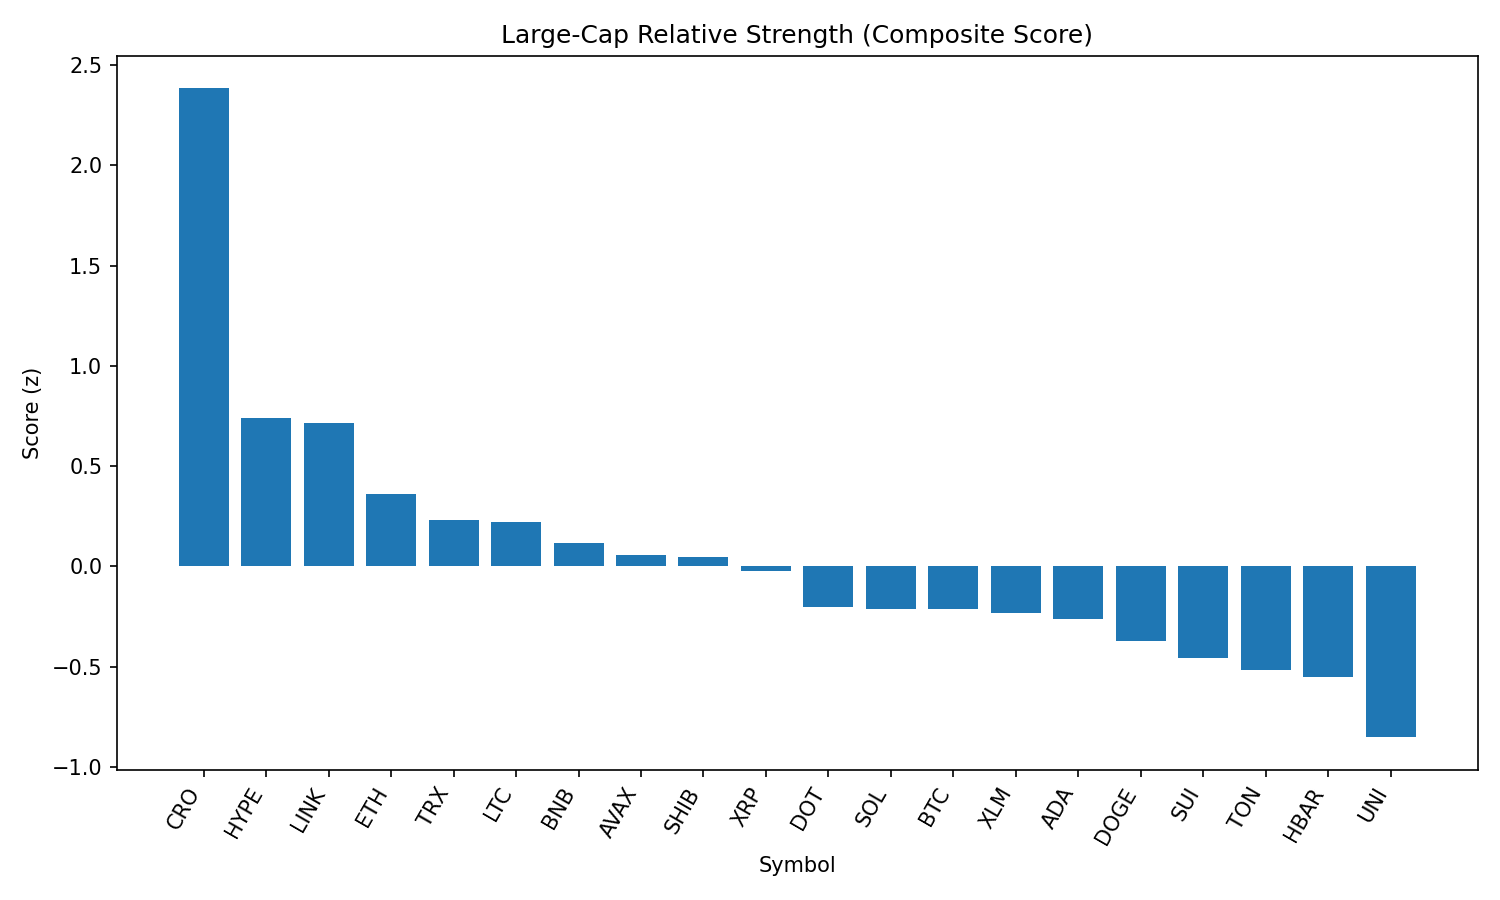 Large-Cap Relative Strength (Composite Score)
2.5
2.0
1.5
1.0
0.5
0.0
−0.5
−1.0
Score (z)
CRO
HYPE
LINK
ETH
TRX
LTC
BNB
AVAX
SHIB
XRP
DOT
SOL
BTC
XLM
ADA
DOGE
SUI
TON
HBAR
UNI
Symbol